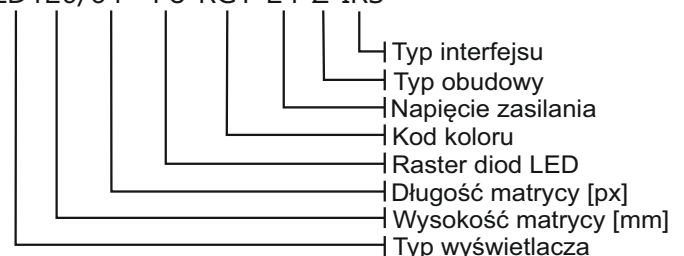 Typ interfejsu
Typ obudowy
Napięcie zasilania
Kod koloru
Raster diod LED
Długość matrycy [px]
Wysokość matrycy [mm]
Typ wyświetlacza